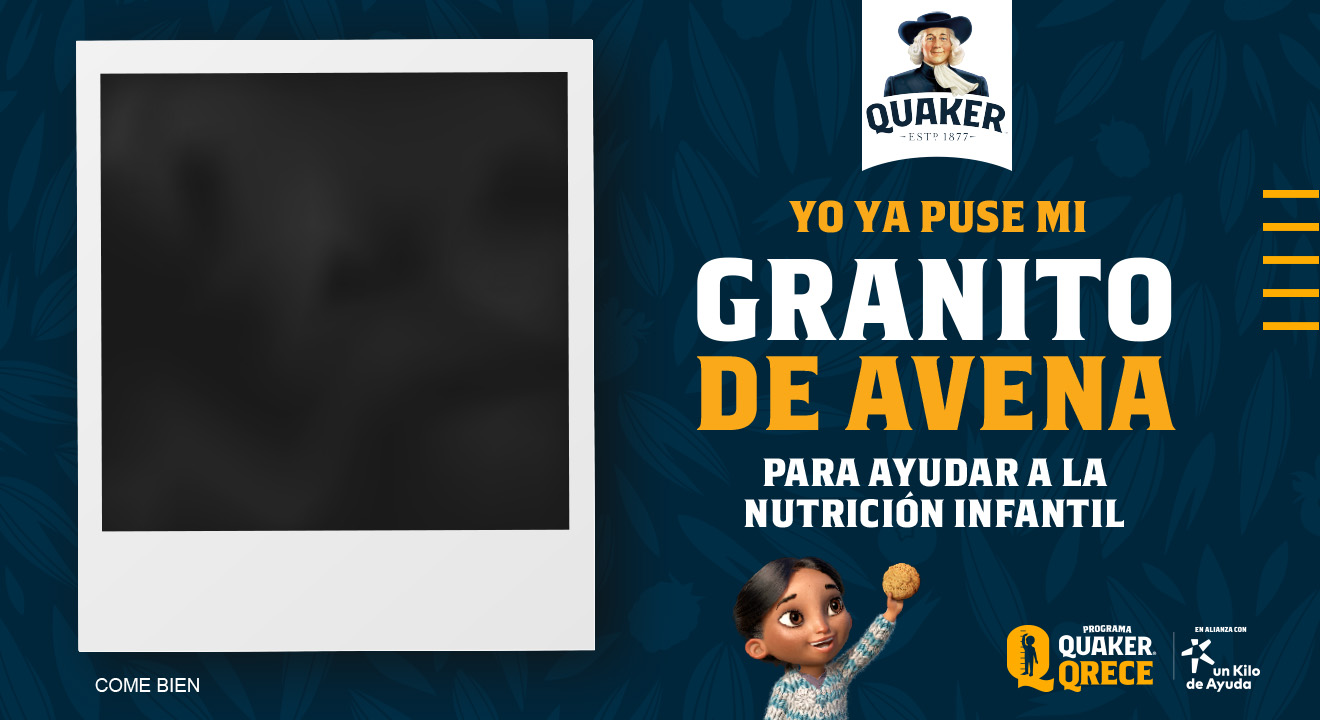 QUAKER
ESTD 1877
YO YA PUSE MI
GRANITO
DE AVENA
PARA AYUDAR A LA
NUTRICIÓN INFANTIL
PROGRAMA
QUAKER
QRECE
EN ALIANZA CON
un Kilo
de Ayuda
COME BIEN